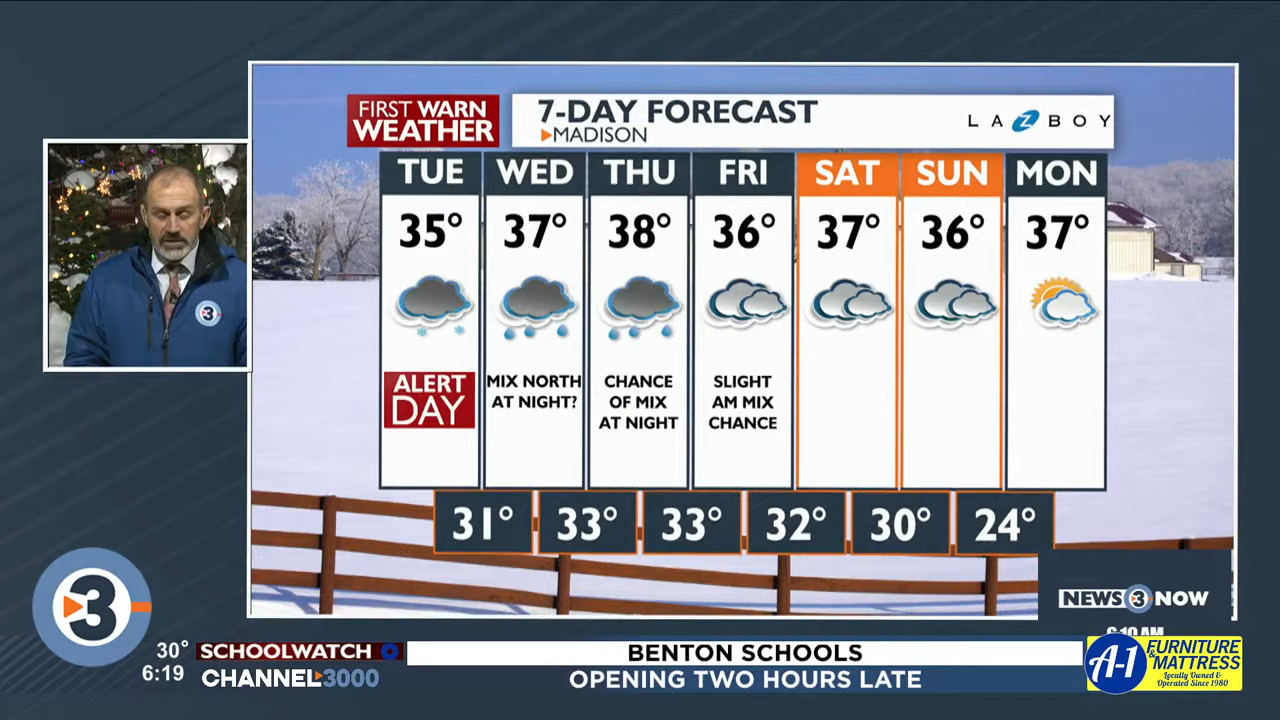 FIRST WARN
WEATHER
7-DAY FORECAST
MADISON
LAZBOY
TUE WED THU FRI SAT SUN MON
35° 37° 38° 36° 37° 36° 37°
ALERT
DAY
MIX NORTH
AT NIGHT?
CHANCE
OF MIX
AT NIGHT
SLIGHT
AM MIX
CHANCE
31° 33° 33° 32° 30° 24°
3
3
NEWS 3 NOW
30°
6:19
SCHOOLWATCH
CHANNEL3000
BENTON SCHOOLS
OPENING TWO HOURS LATE
A-1
FURNITURE
& MATTRESS
Locally Owned &
Operated Since 1980